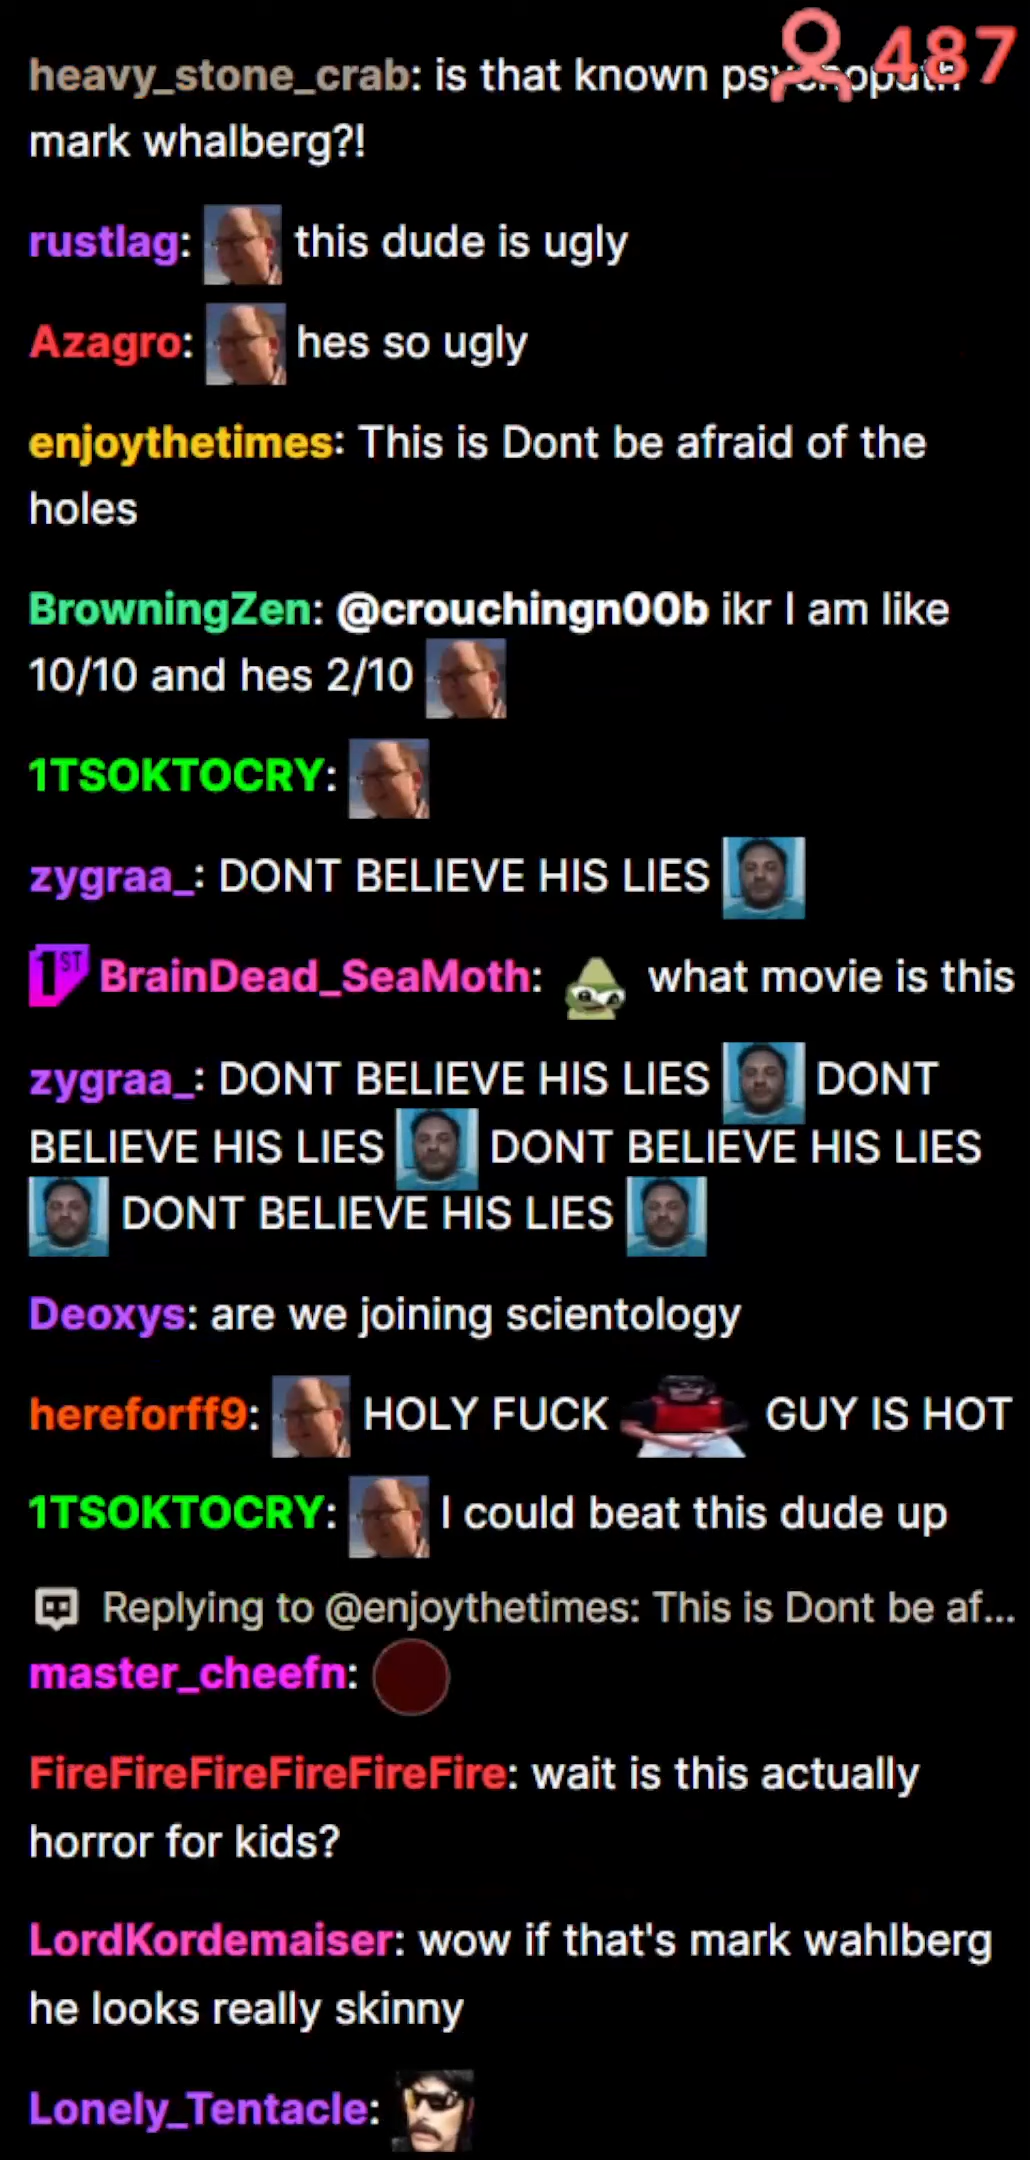 487
heavy_stone_crab: is that known psychopath
mark whalberg?!
rustlag: this dude is ugly
Azagro: hes so ugly
enjoythetimes: This is Dont be afraid of the
holes
BrowningZen: @crouchingn00b ikr I am like
10/10 and hes 2/10
1TSOKTOCRY:
zygraa_: DONT BELIEVE HIS LIES
1ST BrainDead_SeaMoth: what movie is this
zygraa_: DONT BELIEVE HIS LIES DONT
BELIEVE HIS LIES DONT BELIEVE HIS LIES
DONT BELIEVE HIS LIES
Deoxys: are we joining scientology
hereforff9: HOLY FUCK GUY IS HOT
1TSOKTOCRY: I could beat this dude up
Replying to @enjoythetimes: This is Dont be af...
master_cheefn:
FireFireFireFireFireFire: wait is this actually
horror for kids?
LordKordemaiser: wow if that's mark wahlberg
he looks really skinny
Lonely_Tentacle: